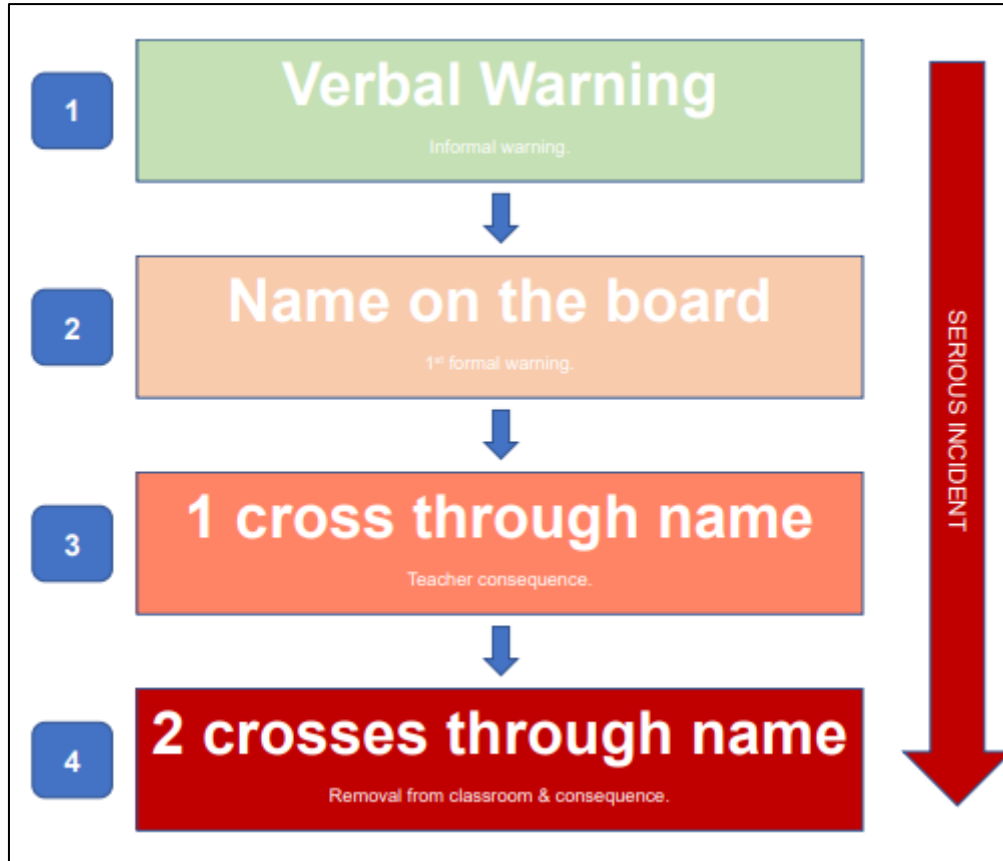 1
Verbal Warning
Informal warning.
2
Name on the board
1st formal warning.
3
1 cross through name
Teacher consequence.
4
2 crosses through name
Removal from classroom & consequence.
SERIOUS INCIDENT